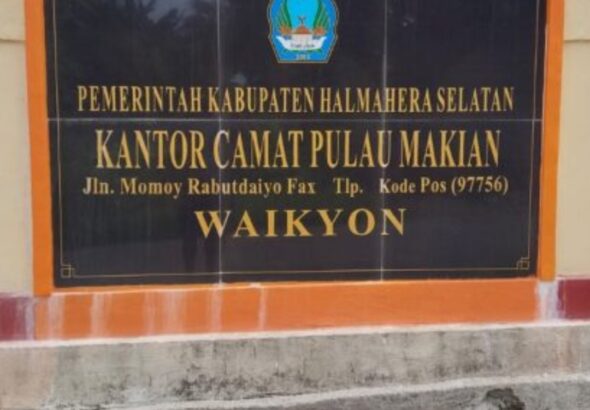 PEMERINTAH KABUPATEN HALMAHERA SELATAN
KANTOR CAMAT PULAU MAKIAN
Jln. Momoy Rabutdaiyo Fax Tlp. Kode Pos (97756)
WAIKYON